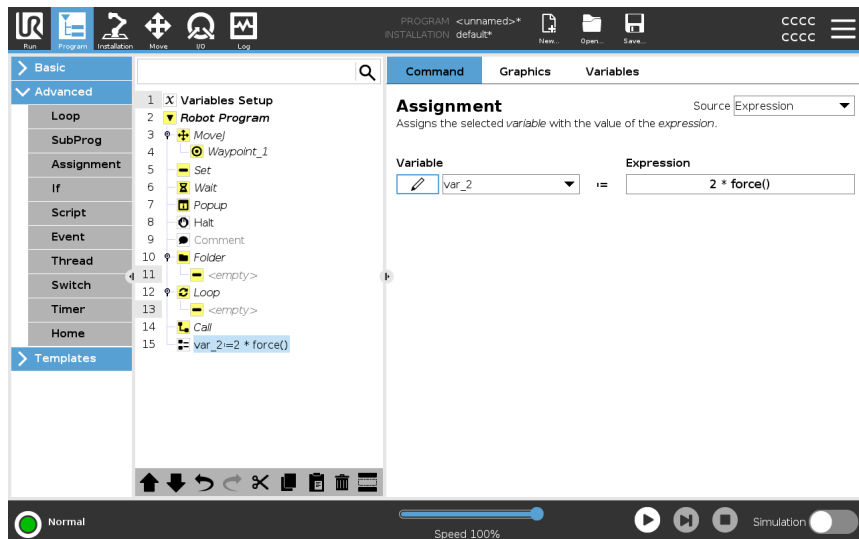 UR
Run
Program
Installation
Move
I/O
Log
PROGRAM <unnamed>*
INSTALLATION default*
New...
Open...
Save...
CCCC
CCCC
Basic
Advanced
Loop
SubProg
Assignment
If
Script
Event
Thread
Switch
Timer
Home
Templates
1 X Variables Setup
2 Robot Program
3 MoveJ
4 Waypoint_1
5 Set
6 Wait
7 Popup
8 Halt
9 Comment
10 Folder
11 <empty>
12 Loop
13 <empty>
14 Call
15 var_2:=2 * force()
Command Graphics Variables
Assignment
Source Expression
Assigns the selected variable with the value of the expression.
Variable Expression
var_2 := 2 * force()
Normal
Speed 100%
Simulation